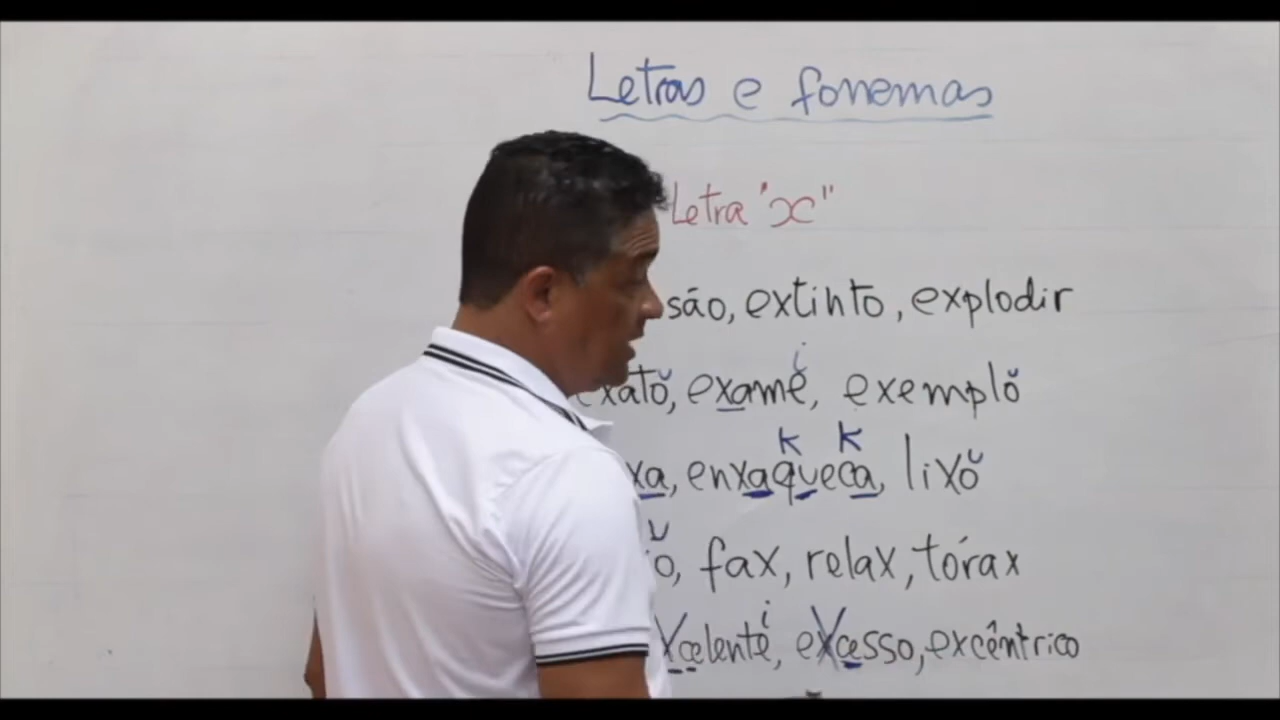 Letras e fonemas
Letra "x"
são, extinto, explodir
i
exato, exame, exemplo
K K
xa, enxaqueca, lixo
o, fax, relax, tórax
i
xcelente, excesso, excêntrico